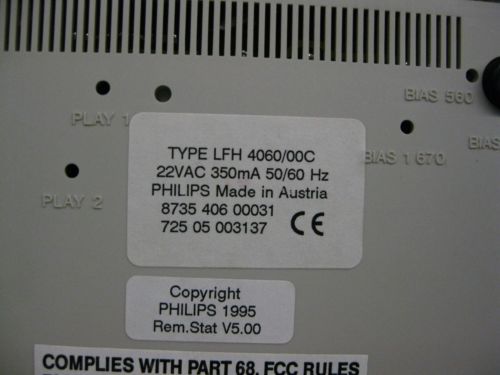 BIAS 560
PLAY 1
BIAS 1 670
PLAY 2
TYPE LFH 4060/00C
22VAC 350mA 50/60 Hz
PHILIPS Made in Austria
8735 406 00031
725 05 003137
CE
Copyright
PHILIPS 1995
Rem.Stat V5.00
COMPLIES WITH PART 68, FCC RULES